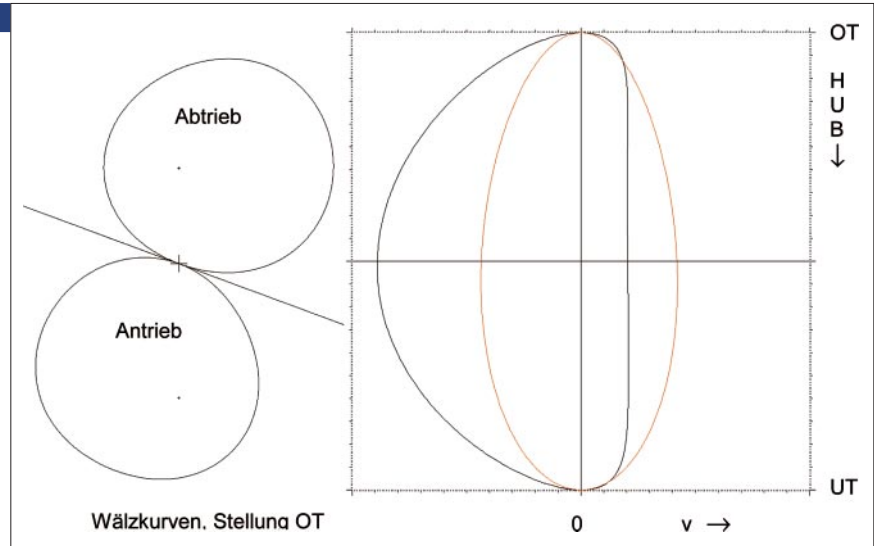 Abtrieb
Antrieb
Wälzkurven. Stellung OT
OT
H
U
B
↓
UT
0
v →